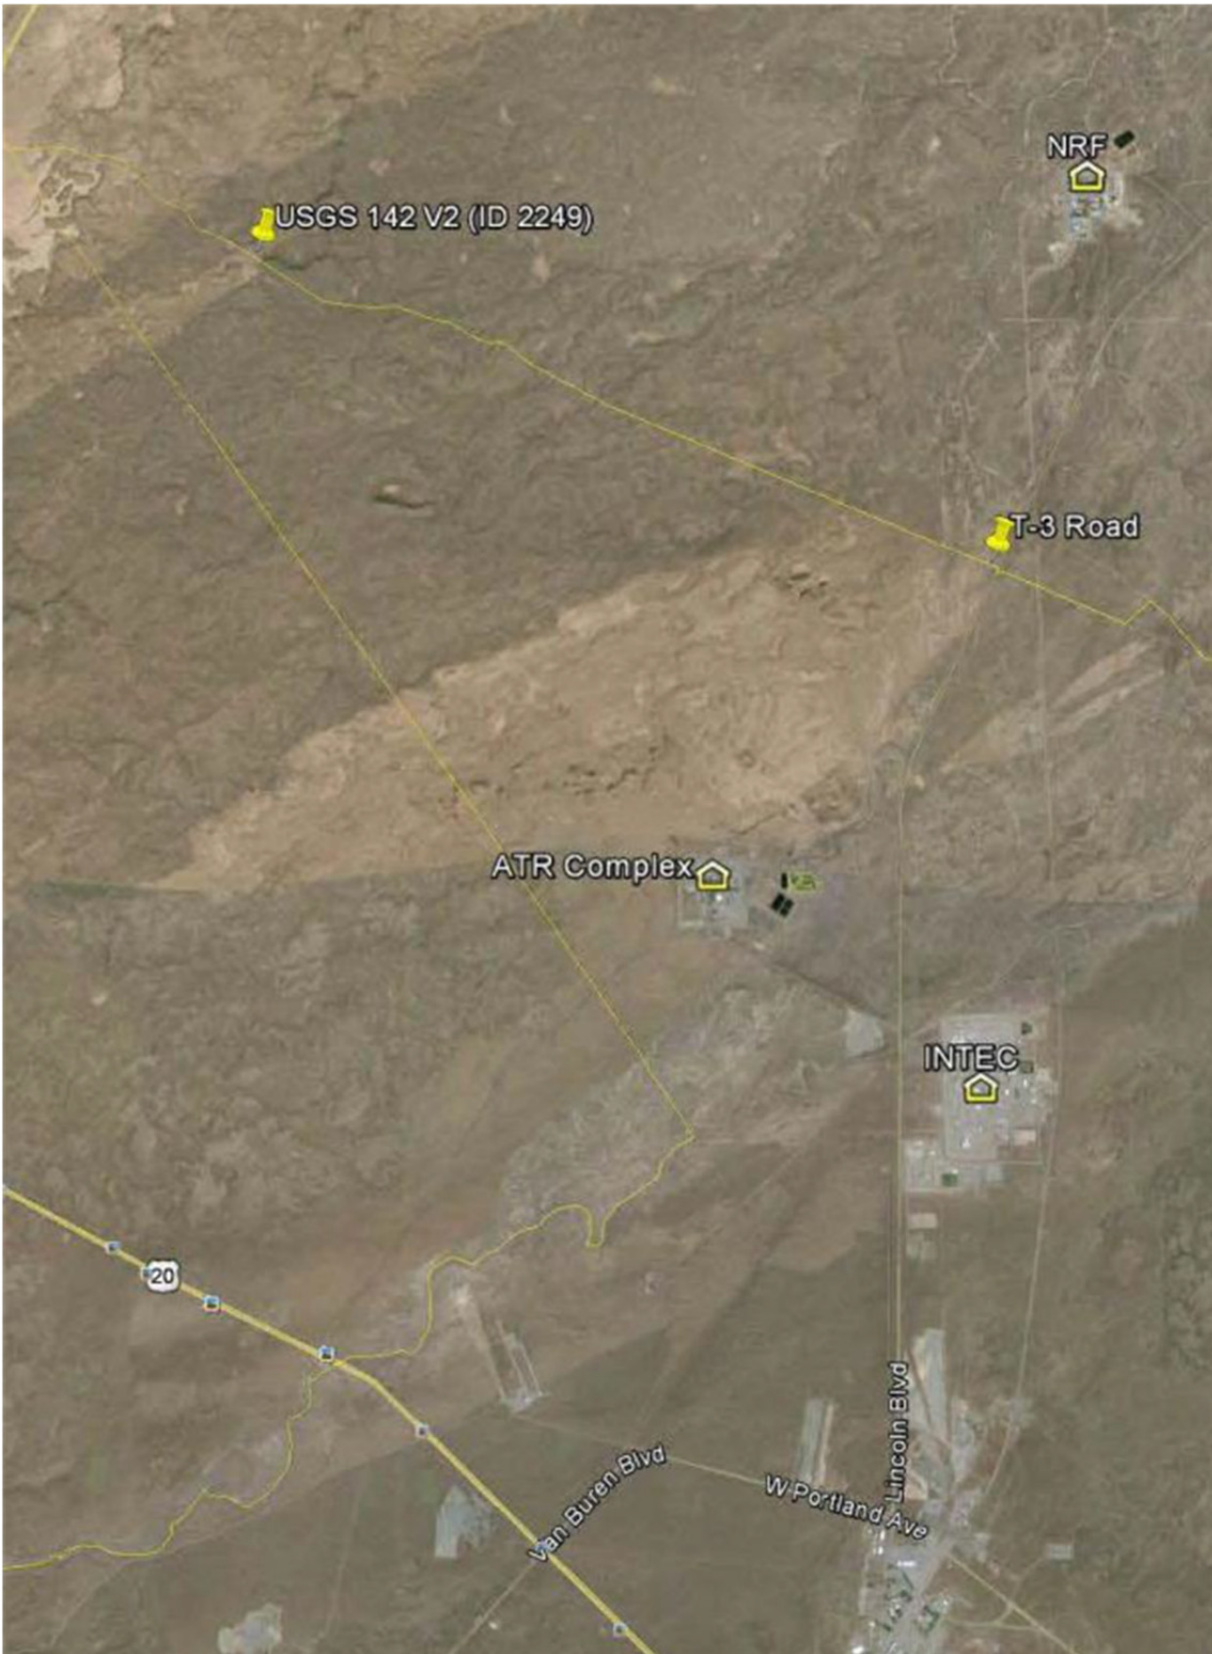 NRF
USGS 142 V2 (ID 2249)
T-3 Road
ATR Complex
INTEC
20
Lincoln Blvd
Van Buren Blvd
W Portland Ave